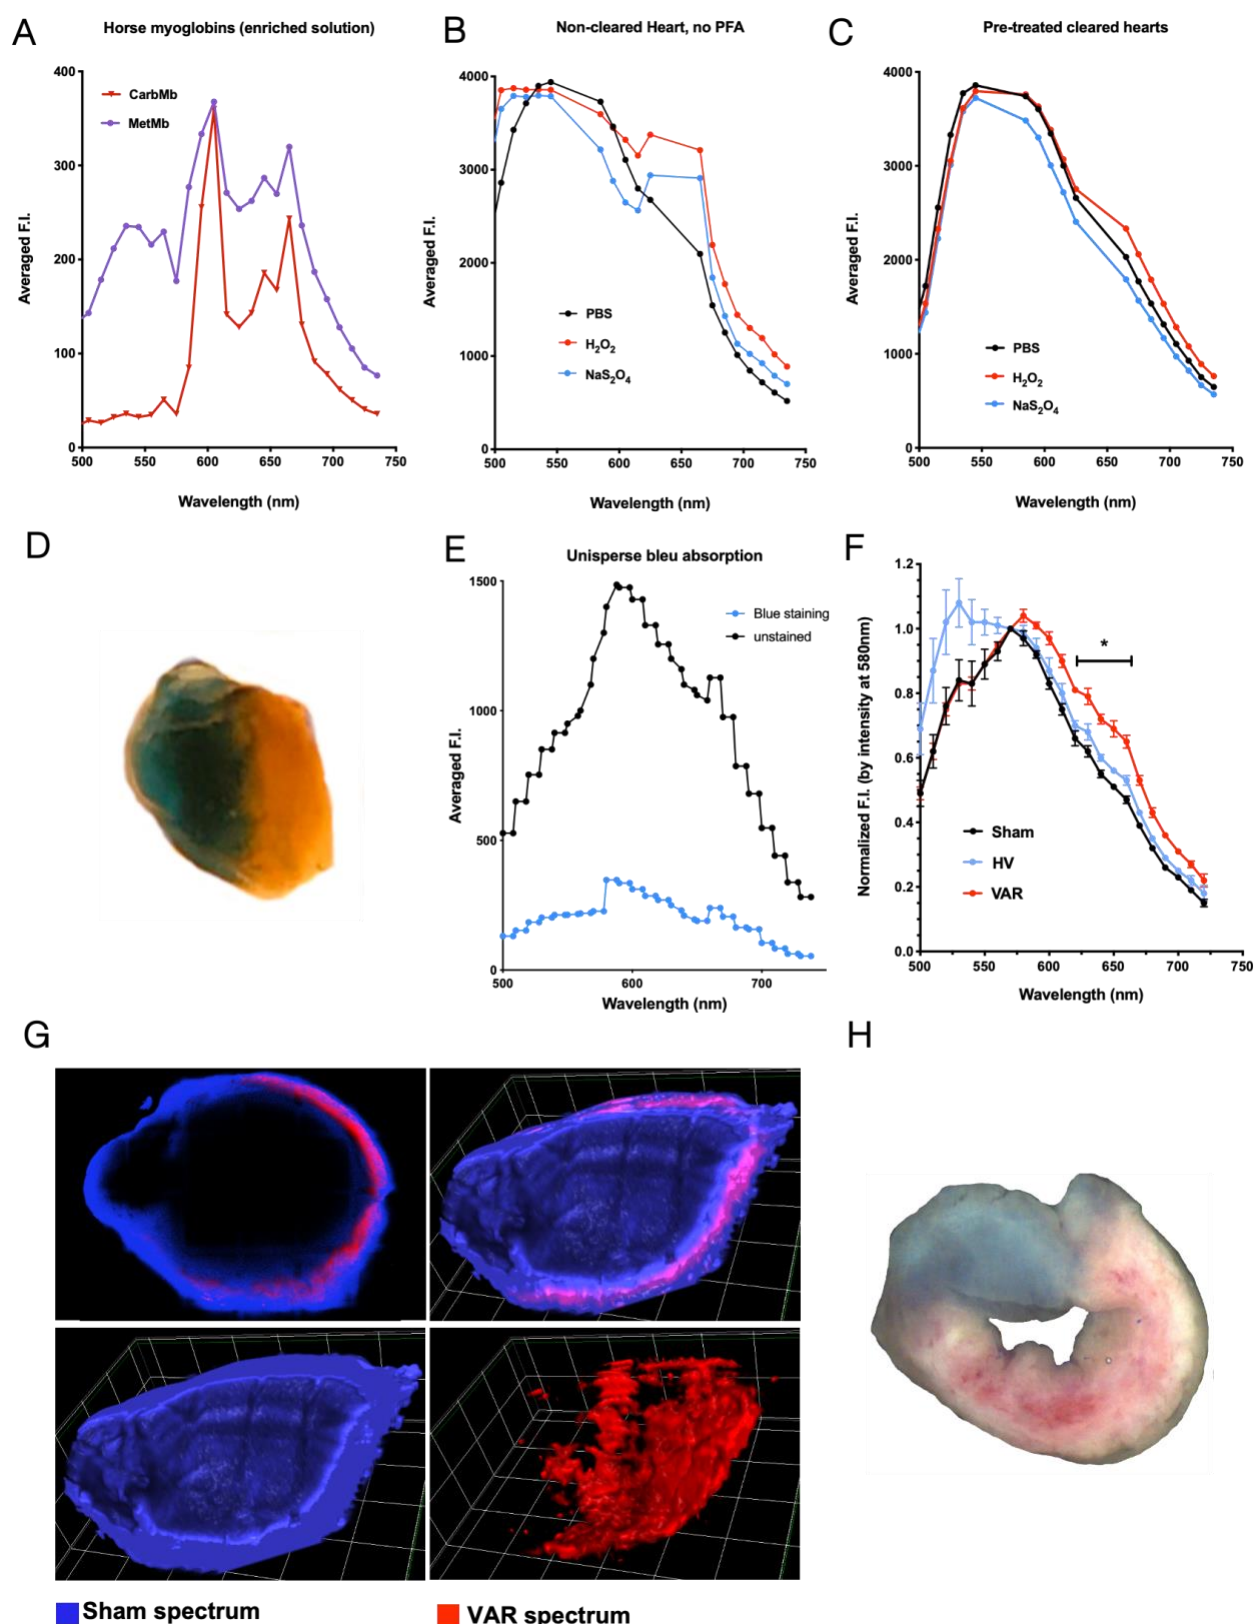 A
Horse myoglobins (enriched solution)
400
300
200
100
0
500 550 600 650 700 750
Averaged F.I.
Wavelength (nm)
CarbMb
MetMb
B
Non-cleared Heart, no PFA
4000
3000
2000
1000
0
500 550 600 650 700 750
Averaged F.I.
Wavelength (nm)
PBS
H2O2
NaS2O4
C
Pre-treated cleared hearts
4000
3000
2000
1000
0
500 550 600 650 700 750
Averaged F.I.
Wavelength (nm)
PBS
H2O2
NaS2O4
D
E
Unisperse bleu absorption
1500
1000
500
0
500 600 700
Averaged F.I.
Wavelength (nm)
Blue staining
unstained
F
1.2
1.0
0.8
0.6
0.4
0.2
0.0
500 550 600 650 700 750
Normalized F.I. (by intensity at 580nm)
Wavelength (nm)
*
Sham
HV
VAR
G
H
Sham spectrum
VAR spectrum